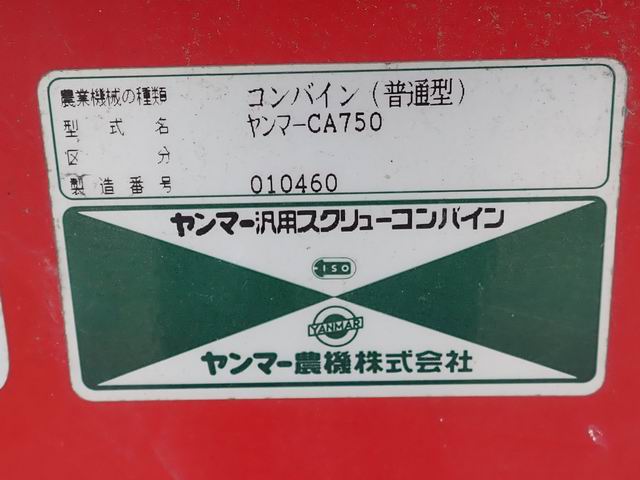 農業機械の種類 コンバイン(普通型)
型式名 ヤンマーCA750
区分
製造番号 010460
ヤンマー汎用スクリューコンバイン
ISO
YANMAR
ヤンマー農機株式会社